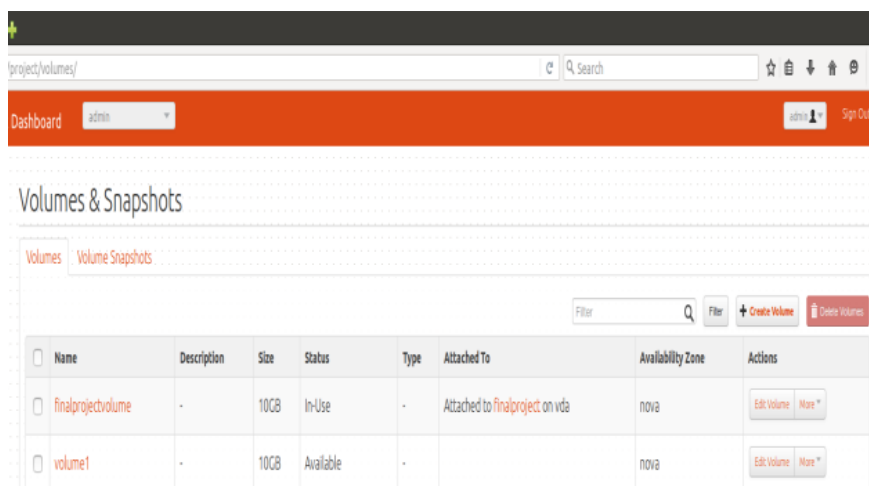 /project/volumes/ Search
Dashboard admin admin Sign Ou
Volumes & Snapshots
Volumes Volume Snapshots
Filter Filter + Create Volume Delete Volumes
Name Description Size Status Type Attached To Availability Zone Actions
finalprojectvolume - 10GB In-Use - Attached to finalproject on vda nova Edit Volume More
volume1 - 10GB Available - nova Edit Volume More